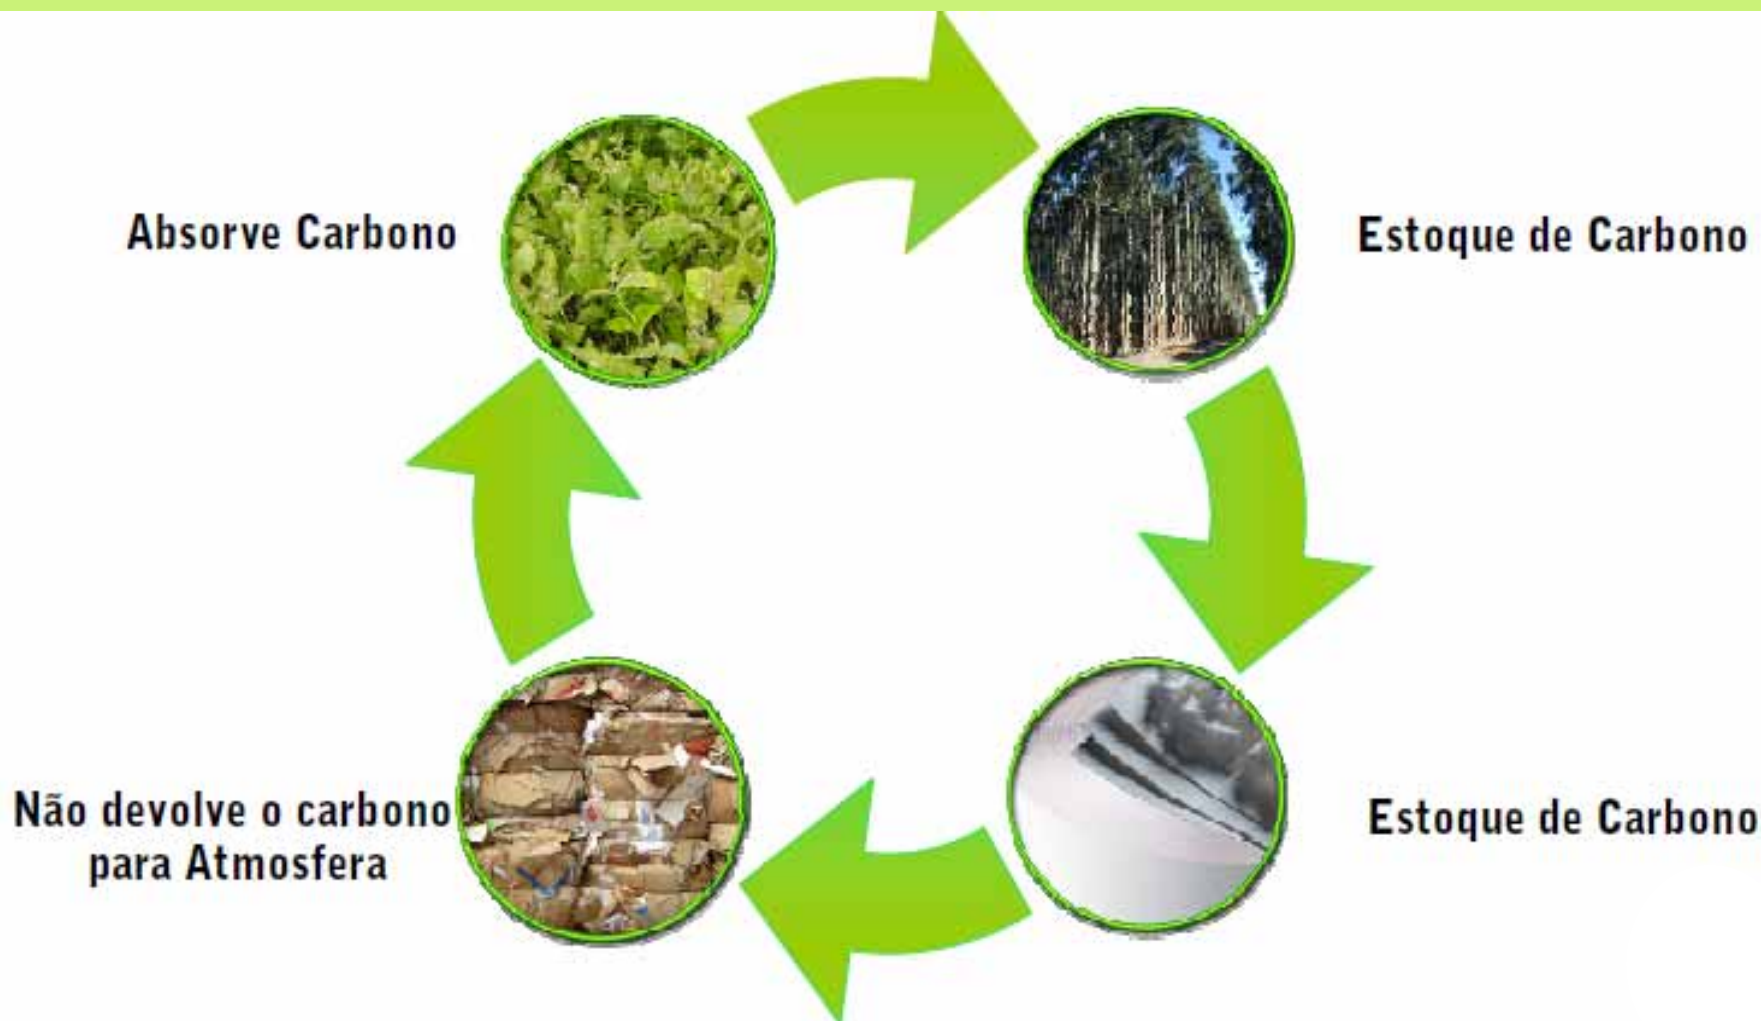 Absorve Carbono
Estoque de Carbono
Não devolve o carbono
para Atmosfera
Estoque de Carbono